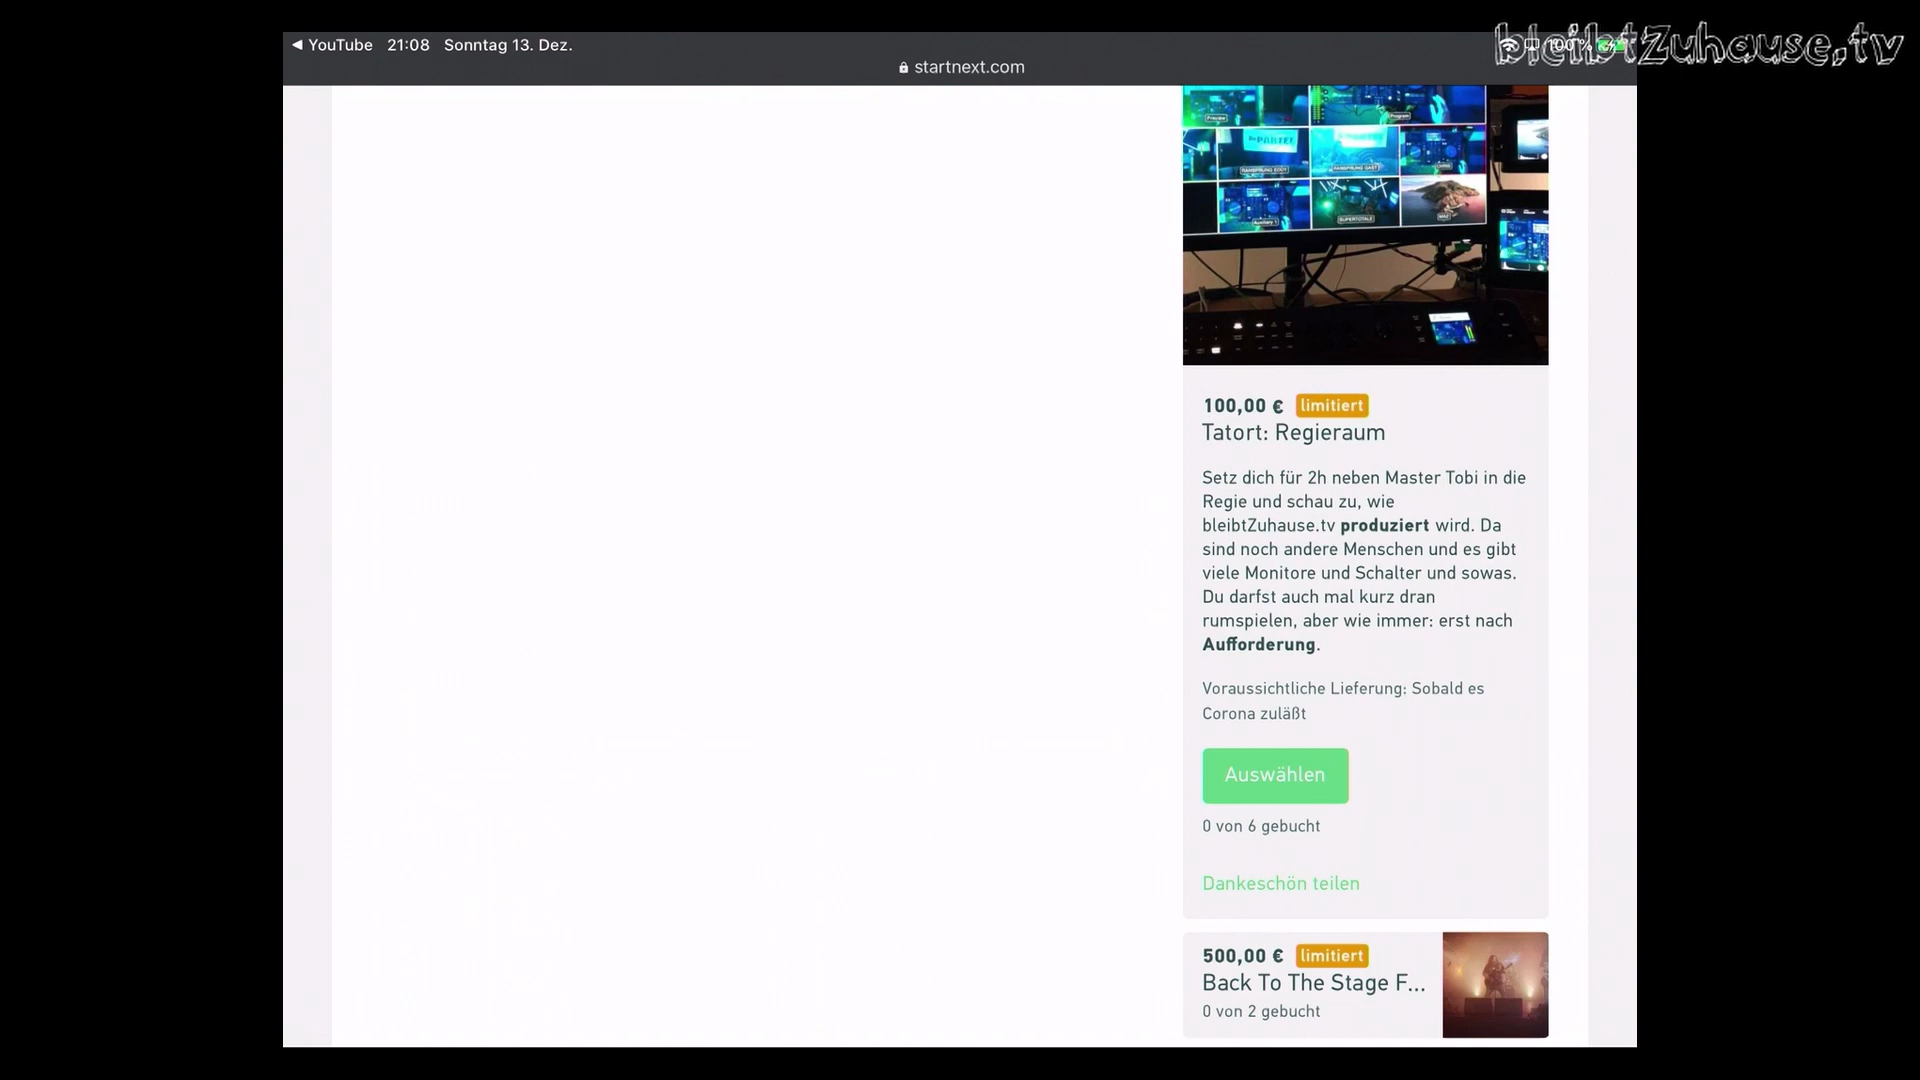 ◀ YouTube 21:08 Sonntag 13. Dez.
100 %
bleibtZuhause.tv
startnext.com
Preview
Program
SUPERTOTALE
100,00 € limitiert
Tatort: Regieraum
Setz dich für 2h neben Master Tobi in die
Regie und schau zu, wie
bleibtZuhause.tv produziert wird. Da
sind noch andere Menschen und es gibt
viele Monitore und Schalter und sowas.
Du darfst auch mal kurz dran
rumspielen, aber wie immer: erst nach
Aufforderung.
Voraussichtliche Lieferung: Sobald es
Corona zuläßt
Auswählen
0 von 6 gebucht
Dankeschön teilen
500,00 € limitiert
Back To The Stage F...
0 von 2 gebucht